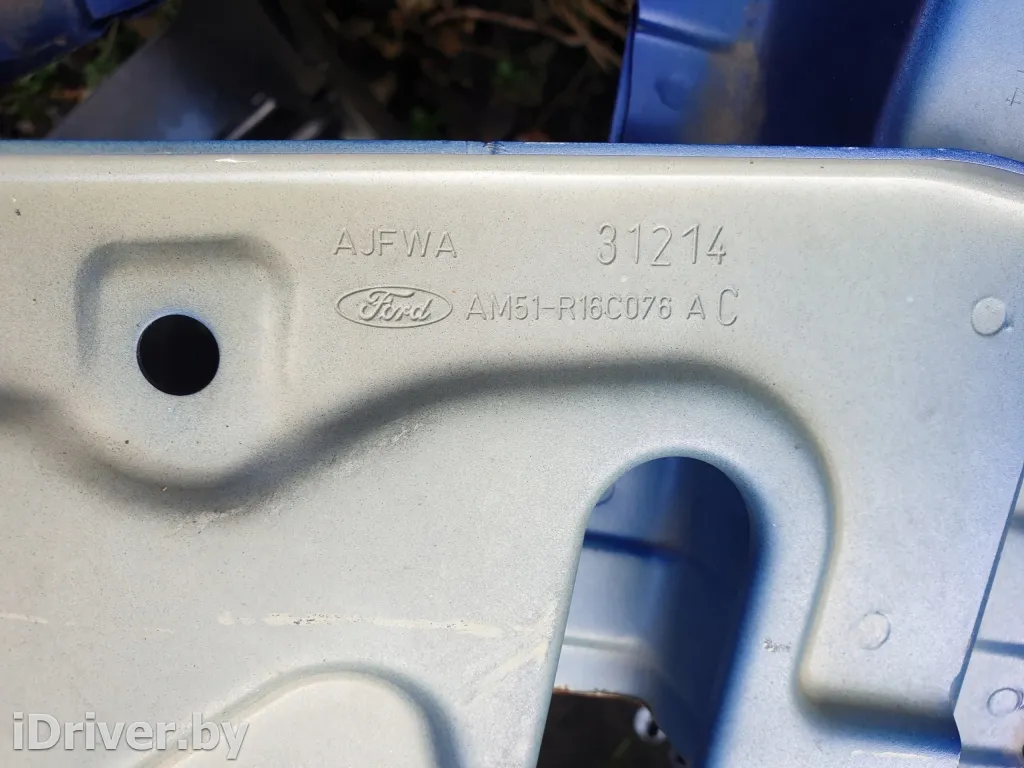 AJFWA 31214
Ford AM51-R16C076 A C
iDriver.by